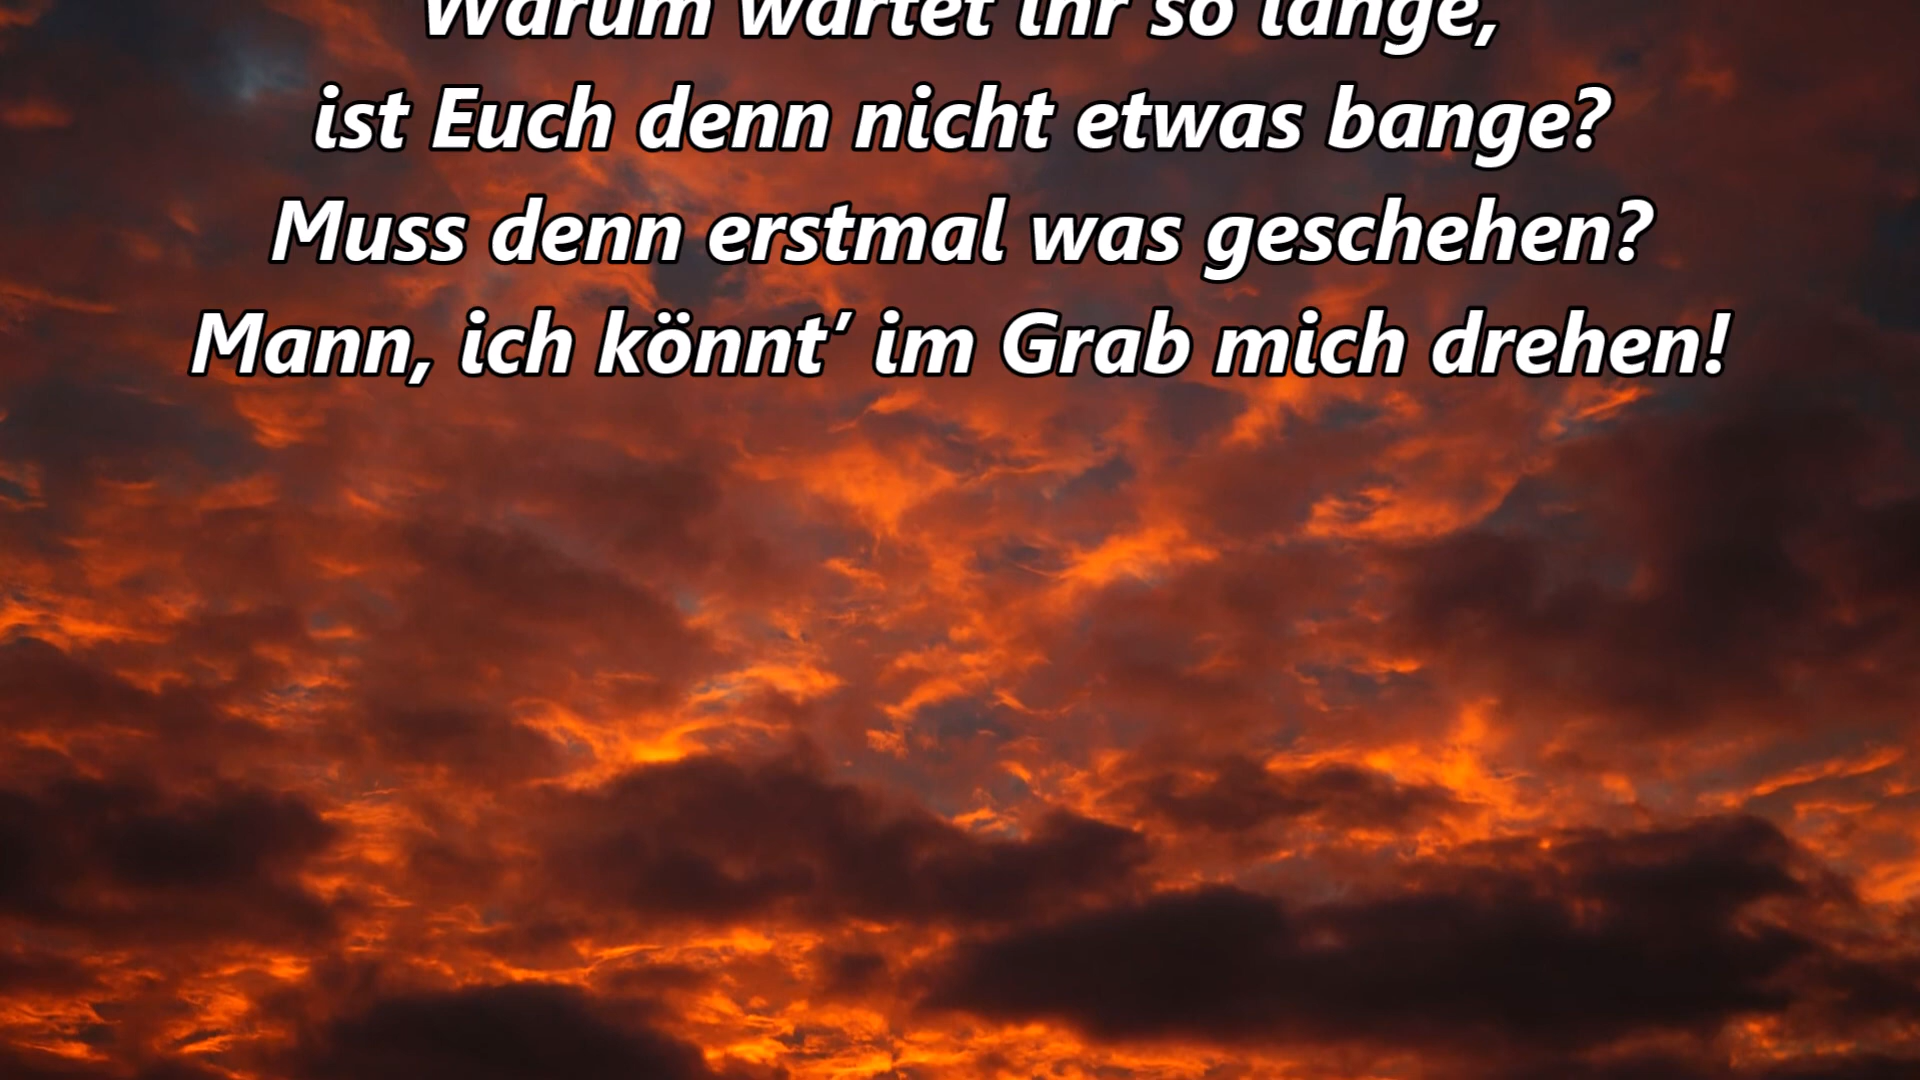 Warum wartet ihr so lange,
ist Euch denn nicht etwas bange?
Muss denn erstmal was geschehen?
Mann, ich könnt’ im Grab mich drehen!